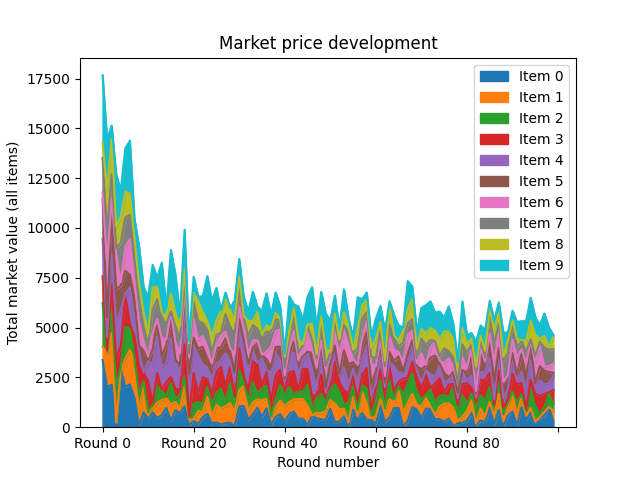 Market price development
Total market value (all items)
17500
15000
12500
10000
7500
5000
2500
0
Item 0
Item 1
Item 2
Item 3
Item 4
Item 5
Item 6
Item 7
Item 8
Item 9
Round 0 Round 20 Round 40 Round 60 Round 80
Round number